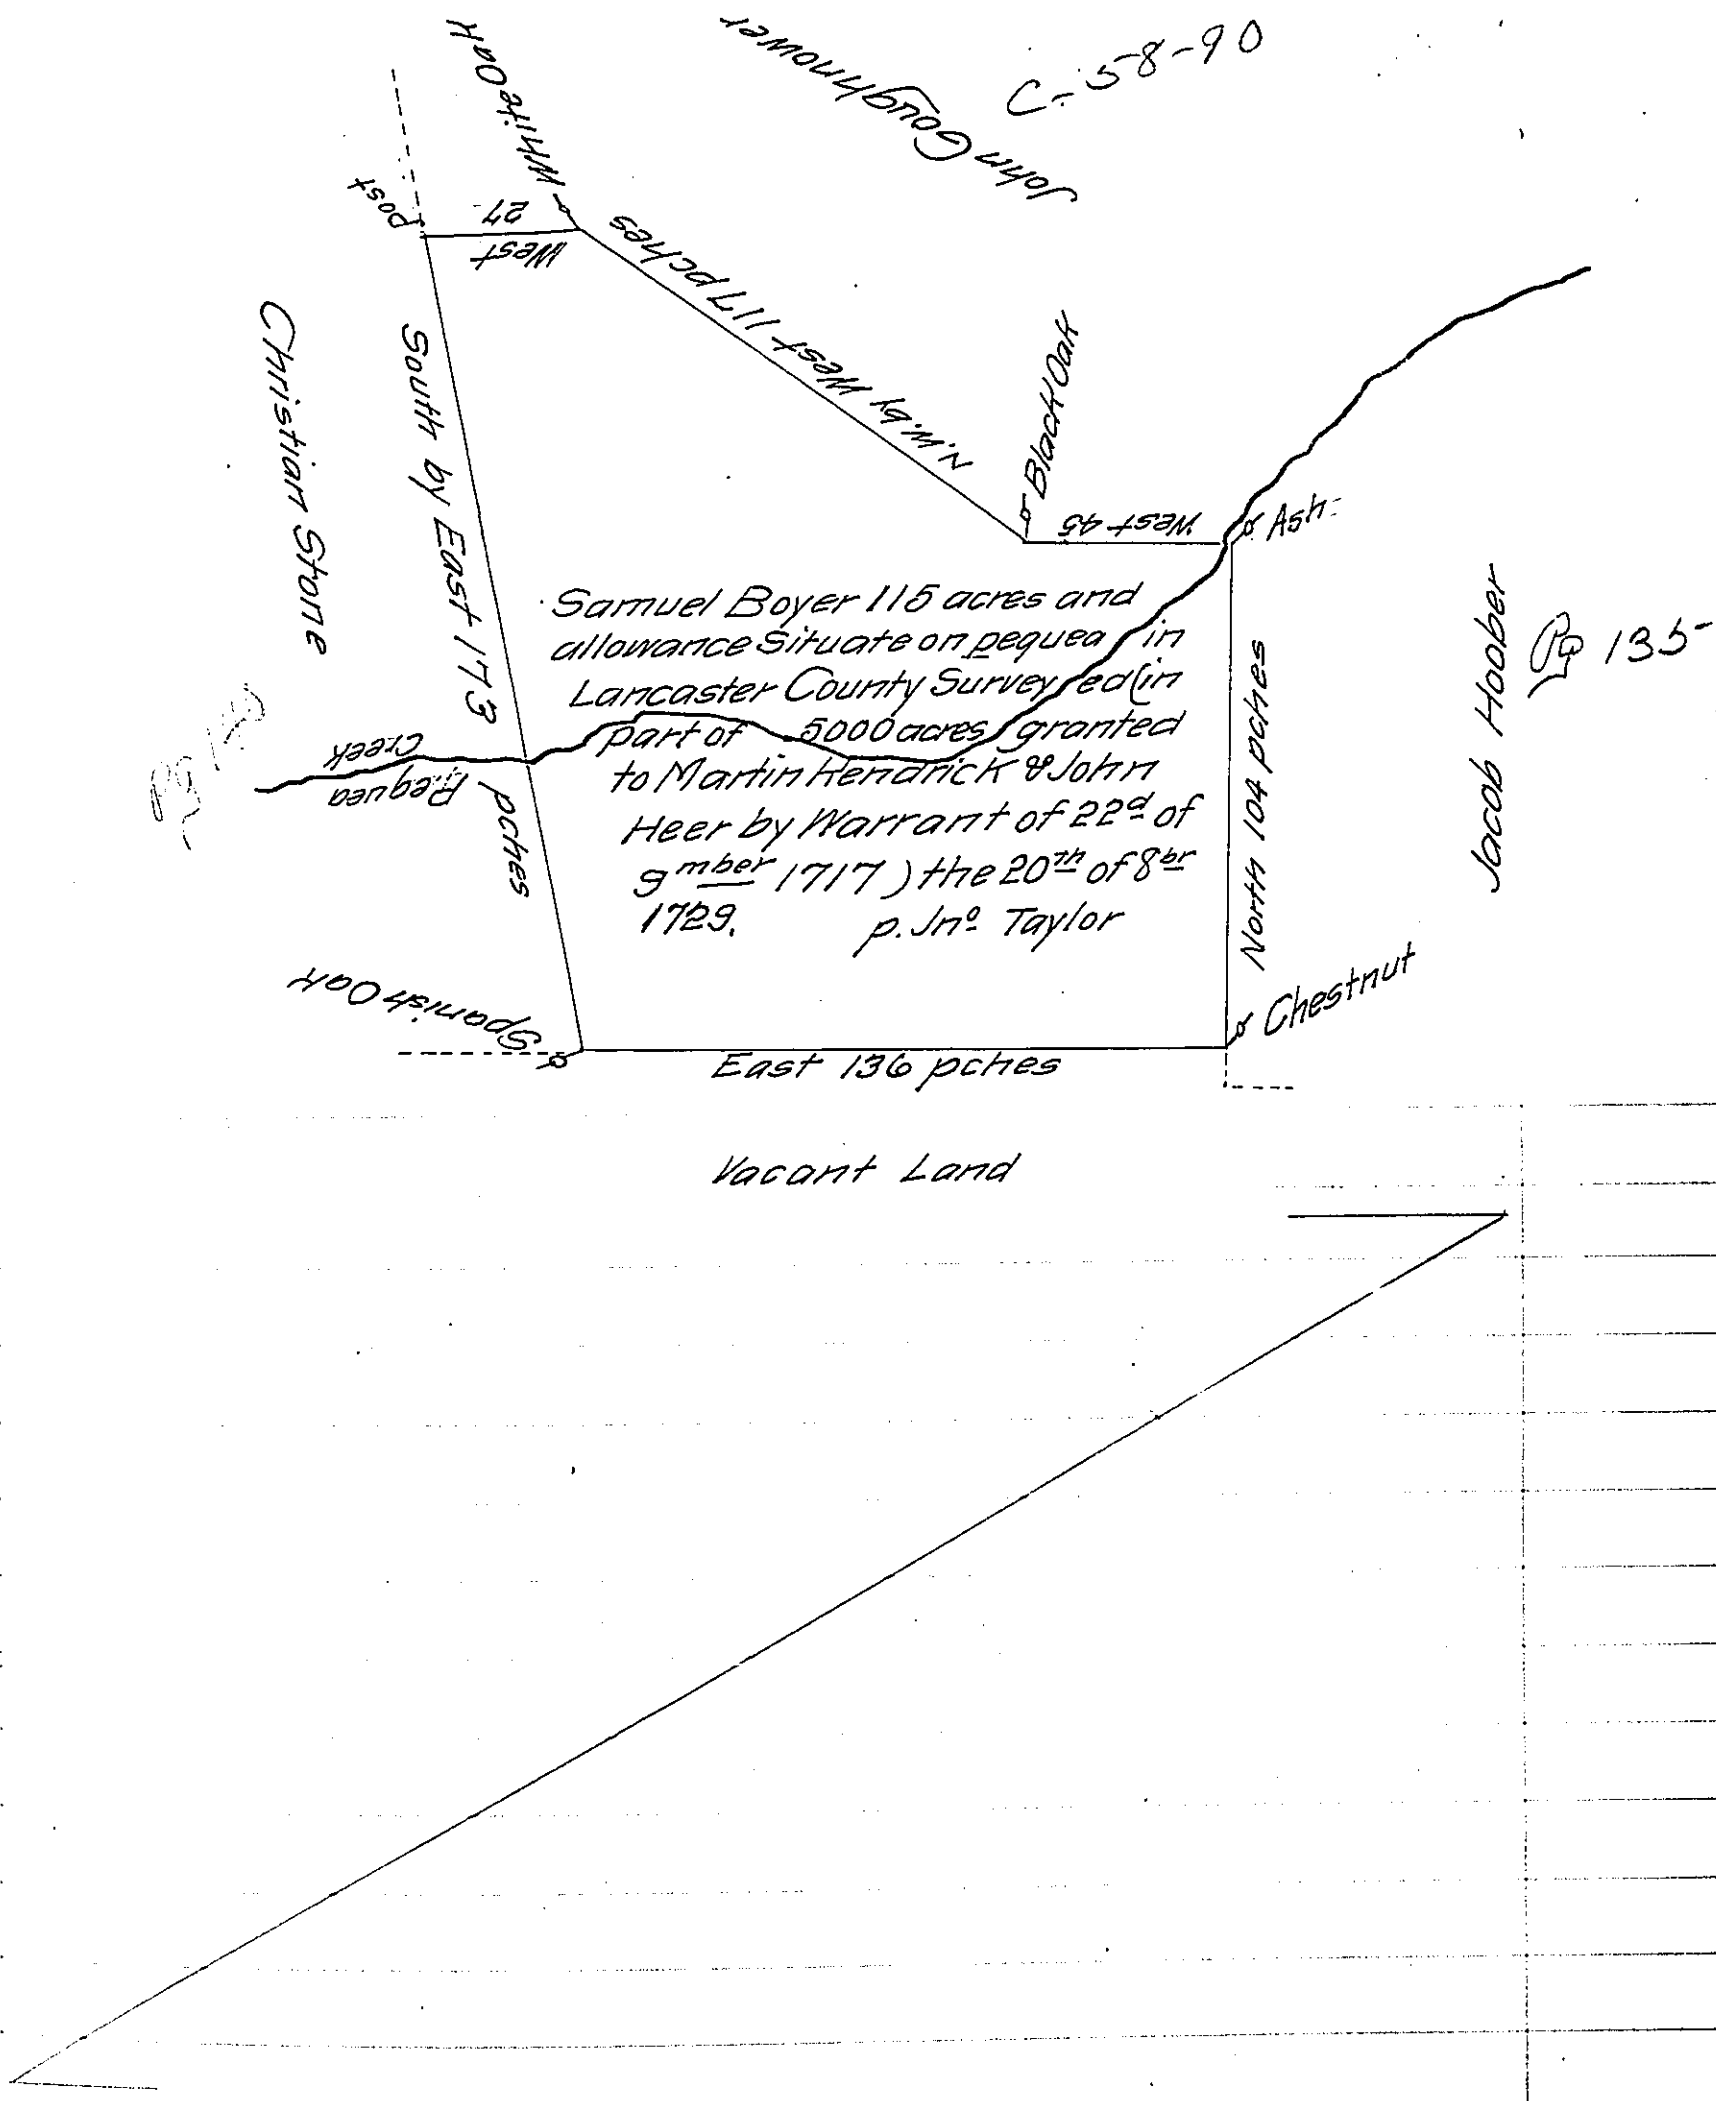 C-58-90
John Goughnower
White Oak
post
27
West
N.W. by West 117 pches
Black Oak
West 45
Ash
Christian Stone
South by East 173 pches
Samuel Boyer 115 acres and
allowance Situate on pequea in
Lancaster County Surveyed (in
part of 5000 acres granted
to Martin Kendrick & John
Heer by Warrant of 22d of
9mber 1717) the 20th of 8br
1729. p. Jno. Taylor
Pequea
Creek
North 104 pches
Jacob Hoober
Pg 135
Spanish Oak
Chestnut
East 136 pches
Vacant Land